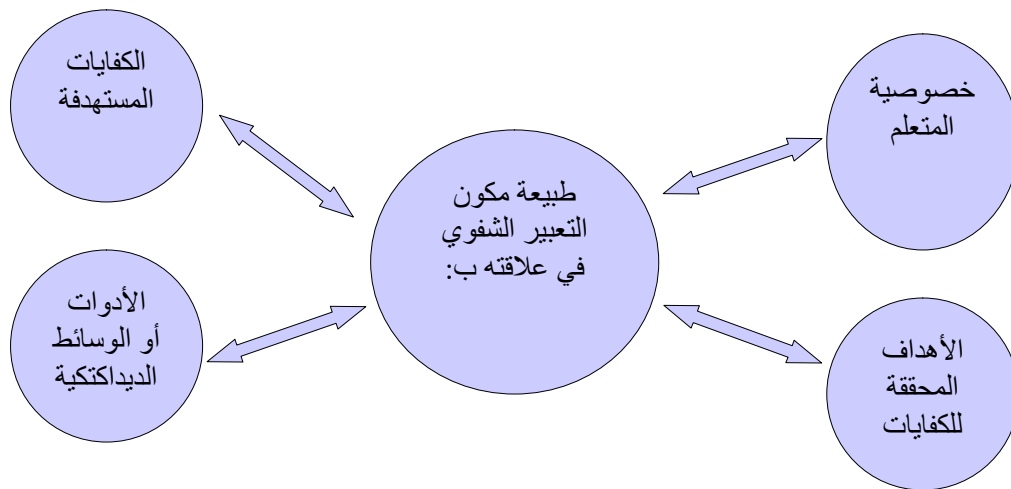 خصوصية
المتعلم
الكفايات
المستهدفة
طبيعة مكون
التعبير الشفوي
في علاقته ب:
الأهداف
المحققة
للكفايات
الأدوات
أو الوسائط
الديداكتكية